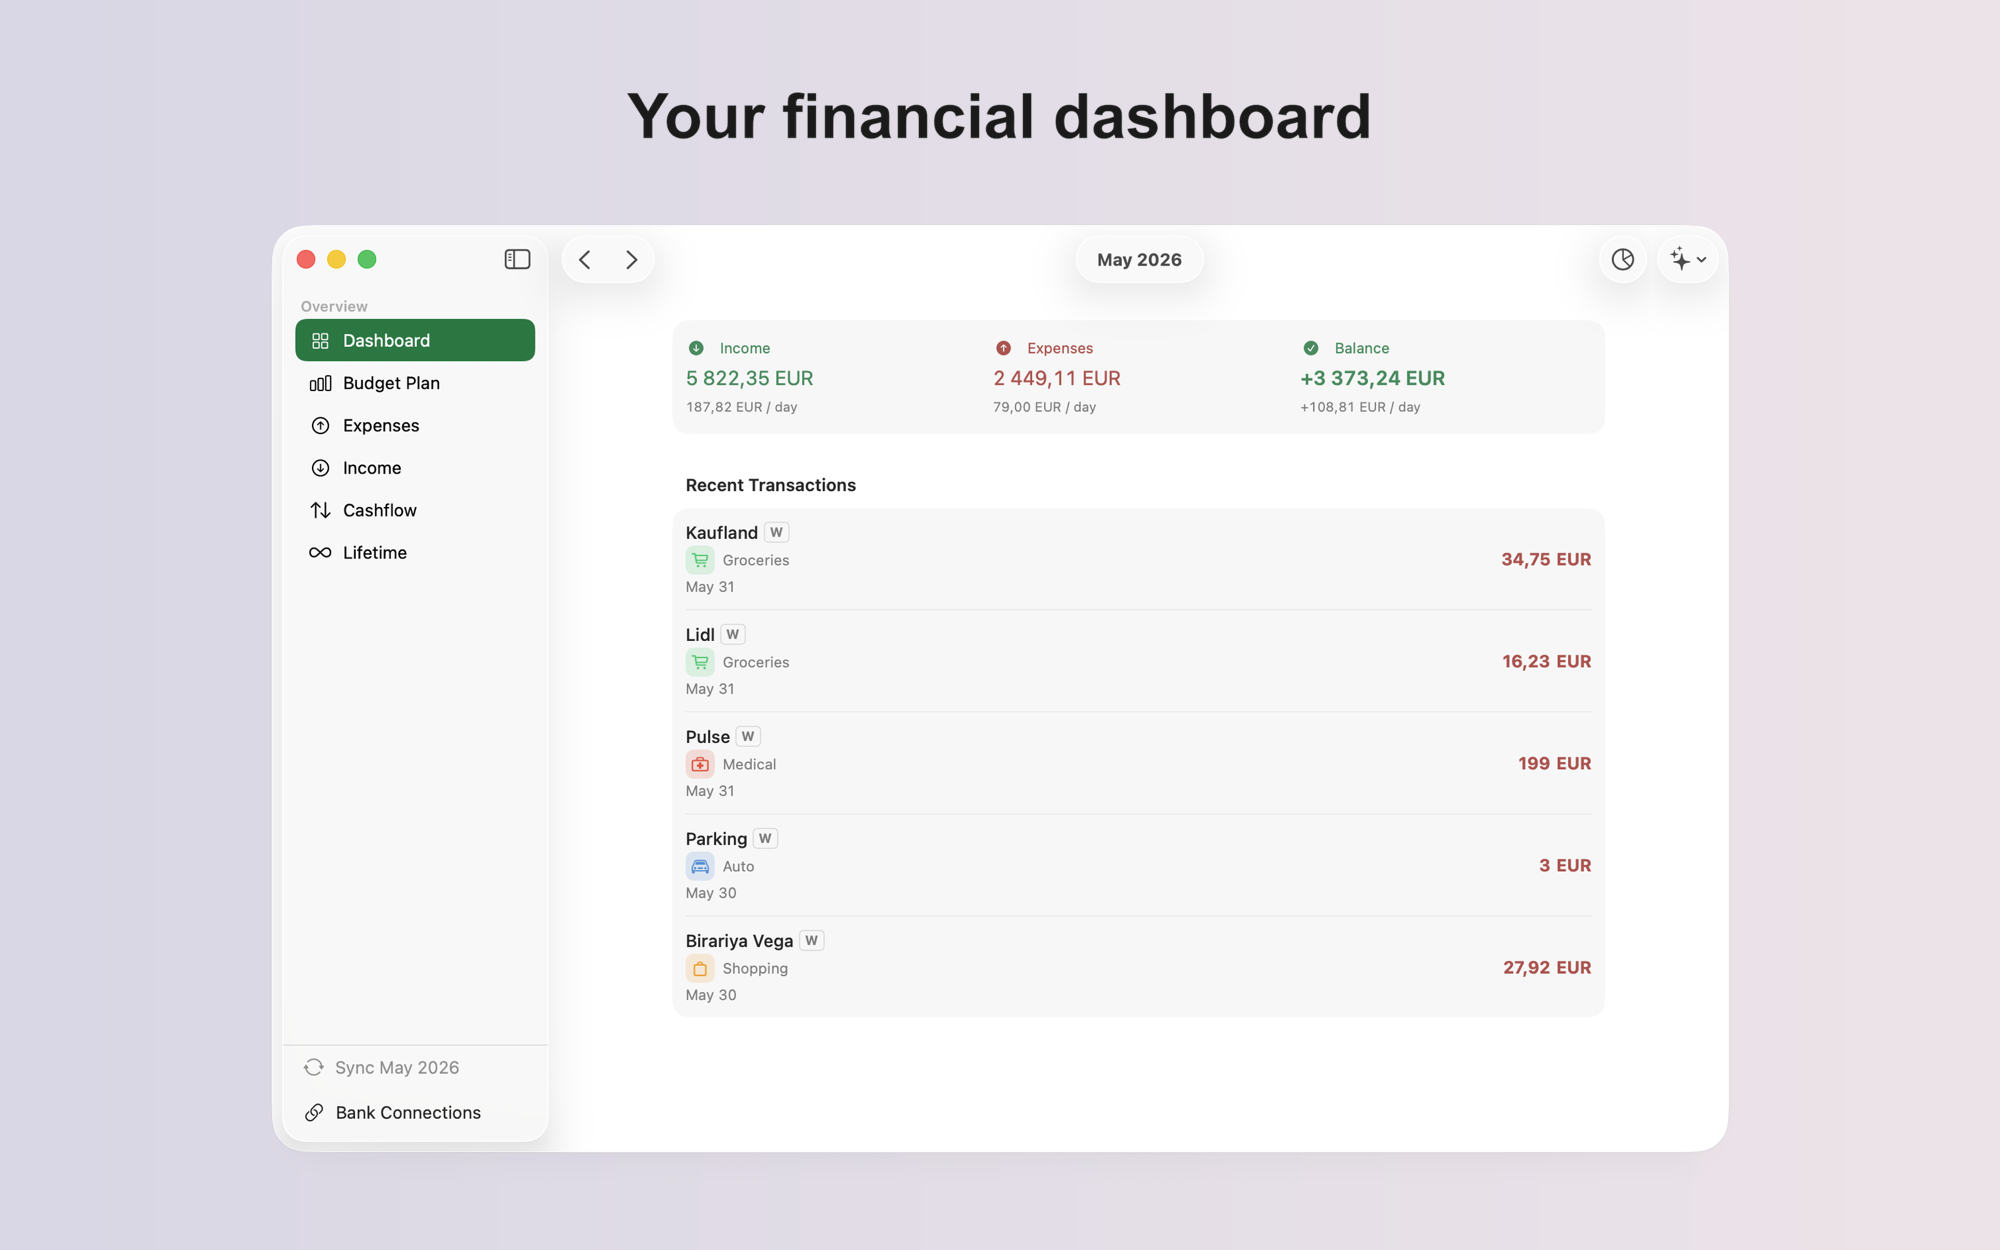 Your financial dashboard
May 2026
Overview
Dashboard
Budget Plan
Expenses
Income
Cashflow
Lifetime
Sync May 2026
Bank Connections
Income
5 822,35 EUR
187,82 EUR / day
Expenses
2 449,11 EUR
79,00 EUR / day
Balance
+3 373,24 EUR
+108,81 EUR / day
Recent Transactions
Kaufland W
Groceries
May 31
34,75 EUR
Lidl W
Groceries
May 31
16,23 EUR
Pulse W
Medical
May 31
199 EUR
Parking W
Auto
May 30
3 EUR
Birariya Vega W
Shopping
May 30
27,92 EUR